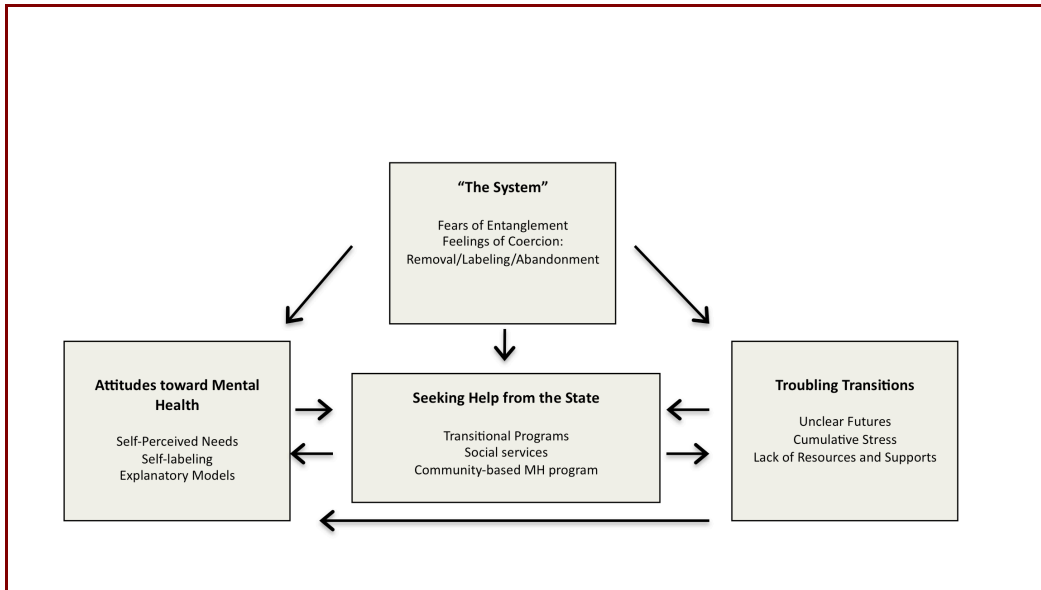 “The System”
Fears of Entanglement
Feelings of Coercion:
Removal/Labeling/Abandonment
Attitudes toward Mental
Health
Self-Perceived Needs
Self-labeling
Explanatory Models
Seeking Help from the State
Transitional Programs
Social services
Community-based MH program
Troubling Transitions
Unclear Futures
Cumulative Stress
Lack of Resources and Supports